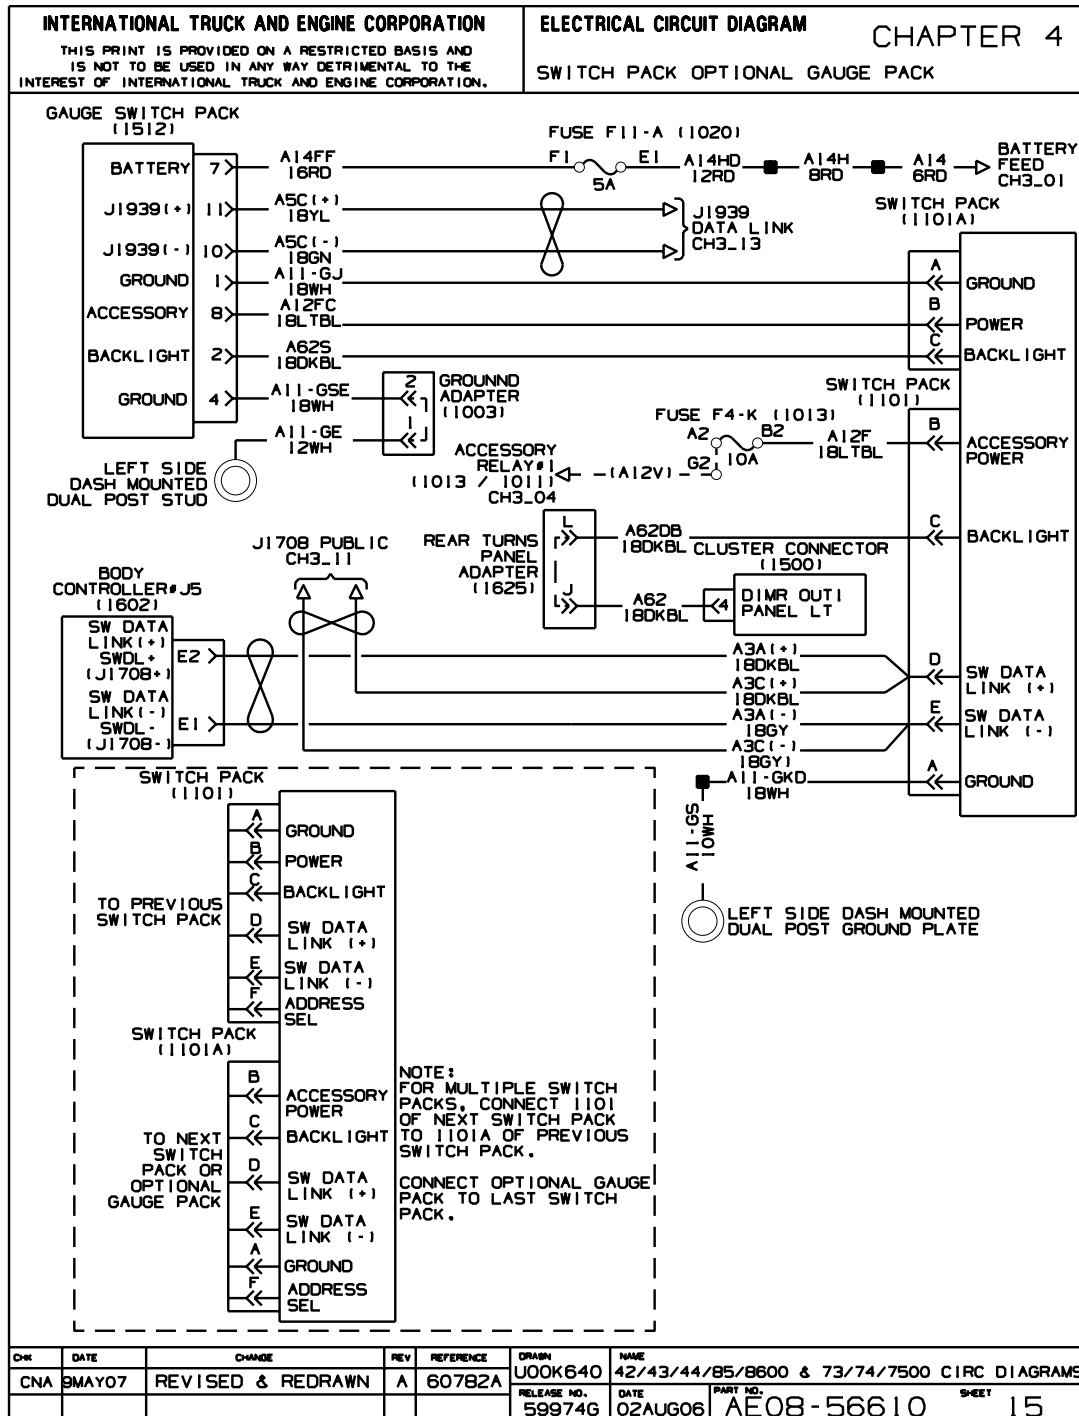 INTERNATIONAL TRUCK AND ENGINE CORPORATION
THIS PRINT IS PROVIDED ON A RESTRICTED BASIS AND
IS NOT TO BE USED IN ANY WAY DETRIMENTAL TO THE
INTEREST OF INTERNATIONAL TRUCK AND ENGINE CORPORATION.
ELECTRICAL CIRCUIT DIAGRAM
CHAPTER 4
SWITCH PACK OPTIONAL GAUGE PACK
GAUGE SWITCH PACK
(1512)
BATTERY 7
J1939(+) 11
J1939(-) 10
GROUND 1
ACCESSORY 8
BACKLIGHT 2
GROUND 4
A14FF
16RD
A5C(+)
18YL
A5C(-)
18GN
A11-GJ
18WH
A12FC
18LTBL
A62S
18DKBL
A11-GSE
18WH
A11-GE
12WH
FUSE F11-A (1020)
F1
E1
5A
A14HD
12RD
A14H
8RD
A14
6RD
BATTERY
FEED
CH3_01
J1939
DATA LINK
CH3_13
SWITCH PACK
(1101A)
A
GROUND
B
POWER
C
BACKLIGHT
2
1
GROUNND
ADAPTER
(1003)
LEFT SIDE
DASH MOUNTED
DUAL POST STUD
SWITCH PACK
(1101)
FUSE F4-K (1013)
A2
B2
10A
G2
A12F
18LTBL
B
ACCESSORY
POWER
ACCESSORY
RELAY#1
(1013 / 1011)
CH3_04
(A12V)
C
BACKLIGHT
REAR TURNS
PANEL
ADAPTER
(1625)
L
J
A62DB
18DKBL
CLUSTER CONNECTOR
(1500)
A62
18DKBL
4
DIMR OUT1
PANEL LT
J1708 PUBLIC
CH3_11
BODY
CONTROLLER#J5
(1602)
SW DATA
LINK(+)
SWDL+
(J1708+)
E2
SW DATA
LINK(-)
SWDL-
(J1708-)
E1
A3A(+)
18DKBL
A3C(+)
18DKBL
A3A(-)
18GY
A3C(-)
18GY)
D
SW DATA
LINK (+)
E
SW DATA
LINK (-)
A
GROUND
A11-GKD
18WH
A11-GS
10WH
LEFT SIDE DASH MOUNTED
DUAL POST GROUND PLATE
SWITCH PACK
(1101)
A
GROUND
B
POWER
C
BACKLIGHT
TO PREVIOUS
SWITCH PACK
D
SW DATA
LINK (+)
E
SW DATA
LINK (-)
F
ADDRESS
SEL
SWITCH PACK
(1101A)
B
ACCESSORY
POWER
C
BACKLIGHT
TO NEXT
SWITCH
PACK OR
OPTIONAL
GAUGE PACK
D
SW DATA
LINK (+)
E
SW DATA
LINK (-)
A
GROUND
F
ADDRESS
SEL
NOTE:
FOR MULTIPLE SWITCH
PACKS, CONNECT 1101
OF NEXT SWITCH PACK
TO 1101A OF PREVIOUS
SWITCH PACK.
CONNECT OPTIONAL GAUGE
PACK TO LAST SWITCH
PACK.
CHK DATE CHANGE REV REFERENCE
CNA 9MAY07 REVISED & REDRAWN A 60782A
DRAWN
U00K640
NAME
42/43/44/85/8600 & 73/74/7500 CIRC DIAGRAMS
RELEASE NO.
59974G
DATE
02AUG06
PART NO.
AE08-56610
SHEET
15